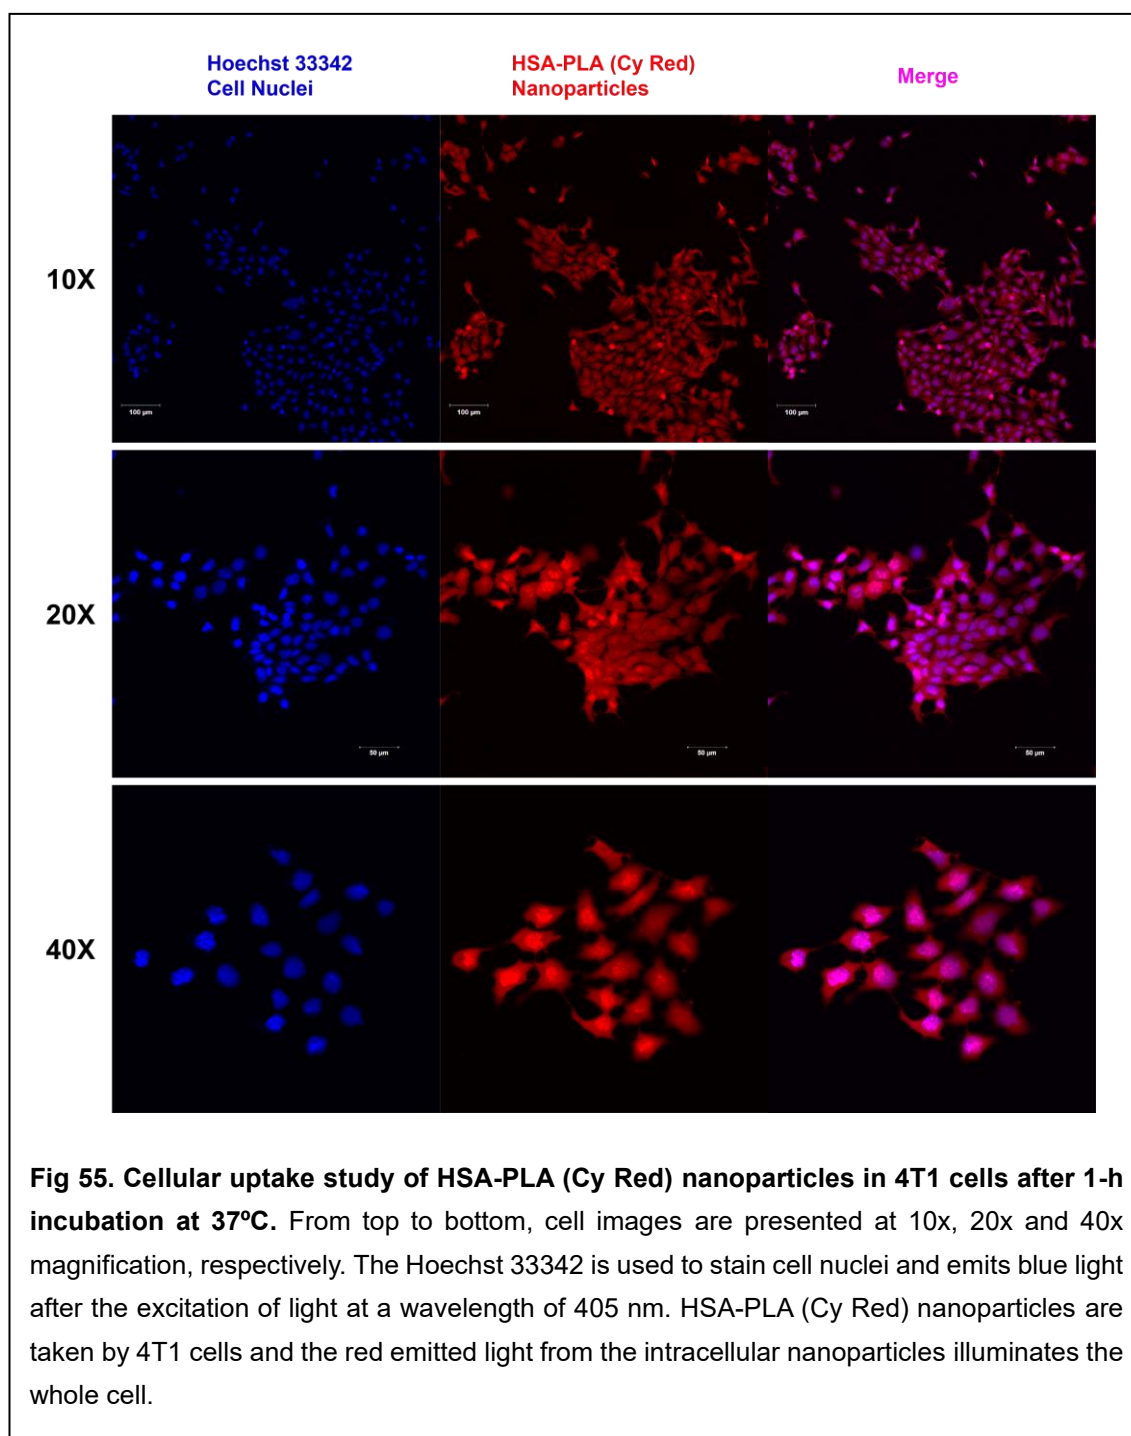 Hoechst 33342
Cell Nuclei
HSA-PLA (Cy Red)
Nanoparticles
Merge
10X
100 µm
100 µm
100 µm
20X
50 µm
50 µm
50 µm
40X
Fig 55. Cellular uptake study of HSA-PLA (Cy Red) nanoparticles in 4T1 cells after 1-h
incubation at 37ºC. From top to bottom, cell images are presented at 10x, 20x and 40x
magnification, respectively. The Hoechst 33342 is used to stain cell nuclei and emits blue light
after the excitation of light at a wavelength of 405 nm. HSA-PLA (Cy Red) nanoparticles are
taken by 4T1 cells and the red emitted light from the intracellular nanoparticles illuminates the
whole cell.